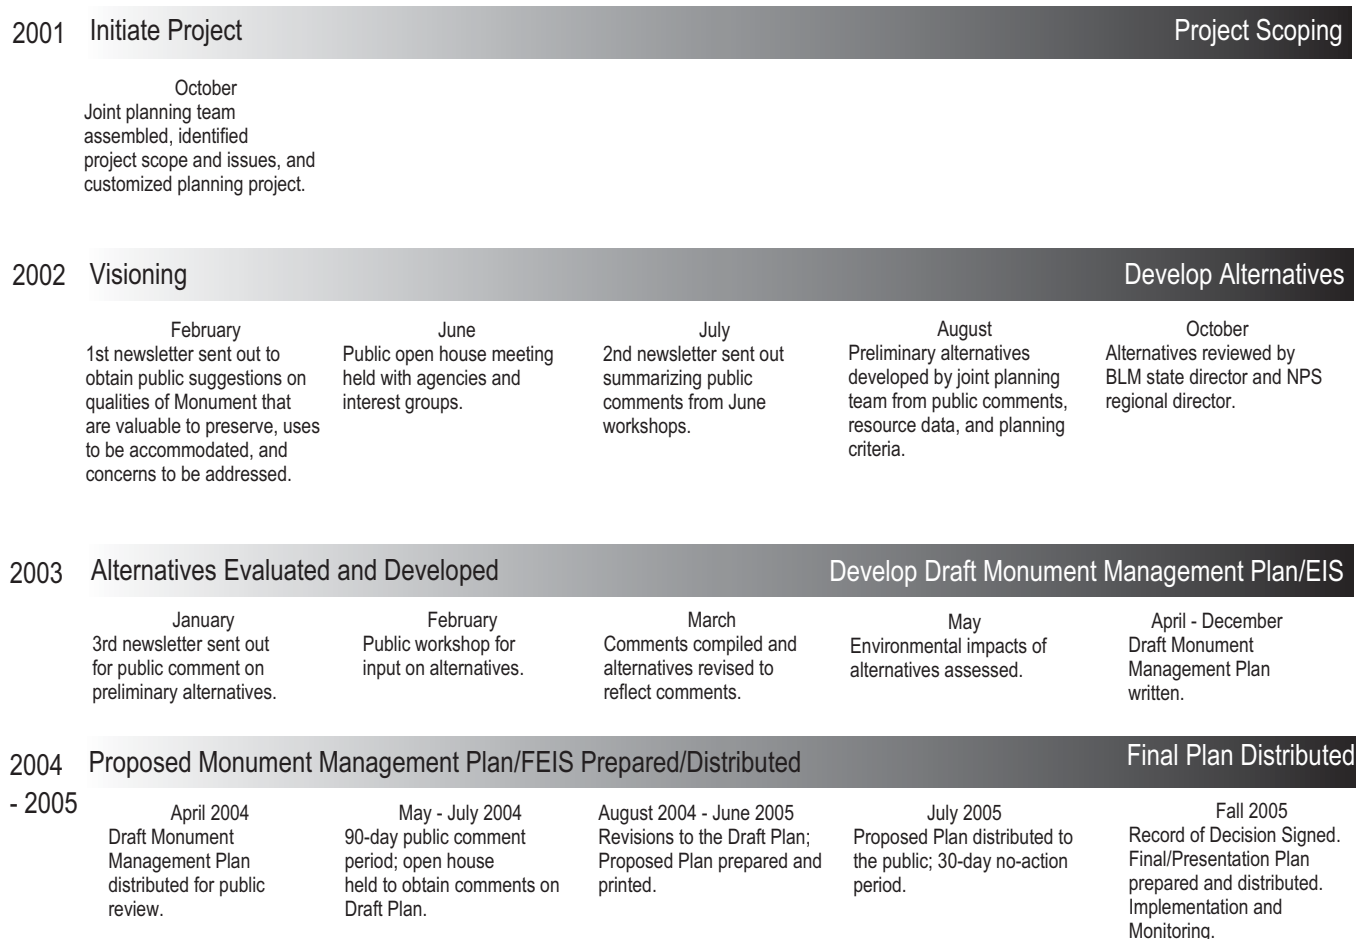 2001 Initiate Project Project Scoping
October
Joint planning team
assembled, identified
project scope and issues, and
customized planning project.
2002 Visioning Develop Alternatives
February
1st newsletter sent out to
obtain public suggestions on
qualities of Monument that
are valuable to preserve, uses
to be accommodated, and
concerns to be addressed.
June
Public open house meeting
held with agencies and
interest groups.
July
2nd newsletter sent out
summarizing public
comments from June
workshops.
August
Preliminary alternatives
developed by joint planning
team from public comments,
resource data, and planning
criteria.
October
Alternatives reviewed by
BLM state director and NPS
regional director.
2003 Alternatives Evaluated and Developed Develop Draft Monument Management Plan/EIS
January
3rd newsletter sent out
for public comment on
preliminary alternatives.
February
Public workshop for
input on alternatives.
March
Comments compiled and
alternatives revised to
reflect comments.
May
Environmental impacts of
alternatives assessed.
April - December
Draft Monument
Management Plan
written.
2004 Proposed Monument Management Plan/FEIS Prepared/Distributed Final Plan Distributed
- 2005
April 2004
Draft Monument
Management Plan
distributed for public
review.
May - July 2004
90-day public comment
period; open house
held to obtain comments on
Draft Plan.
August 2004 - June 2005
Revisions to the Draft Plan;
Proposed Plan prepared and
printed.
July 2005
Proposed Plan distributed to
the public; 30-day no-action
period.
Fall 2005
Record of Decision Signed.
Final/Presentation Plan
prepared and distributed.
Implementation and
Monitoring.